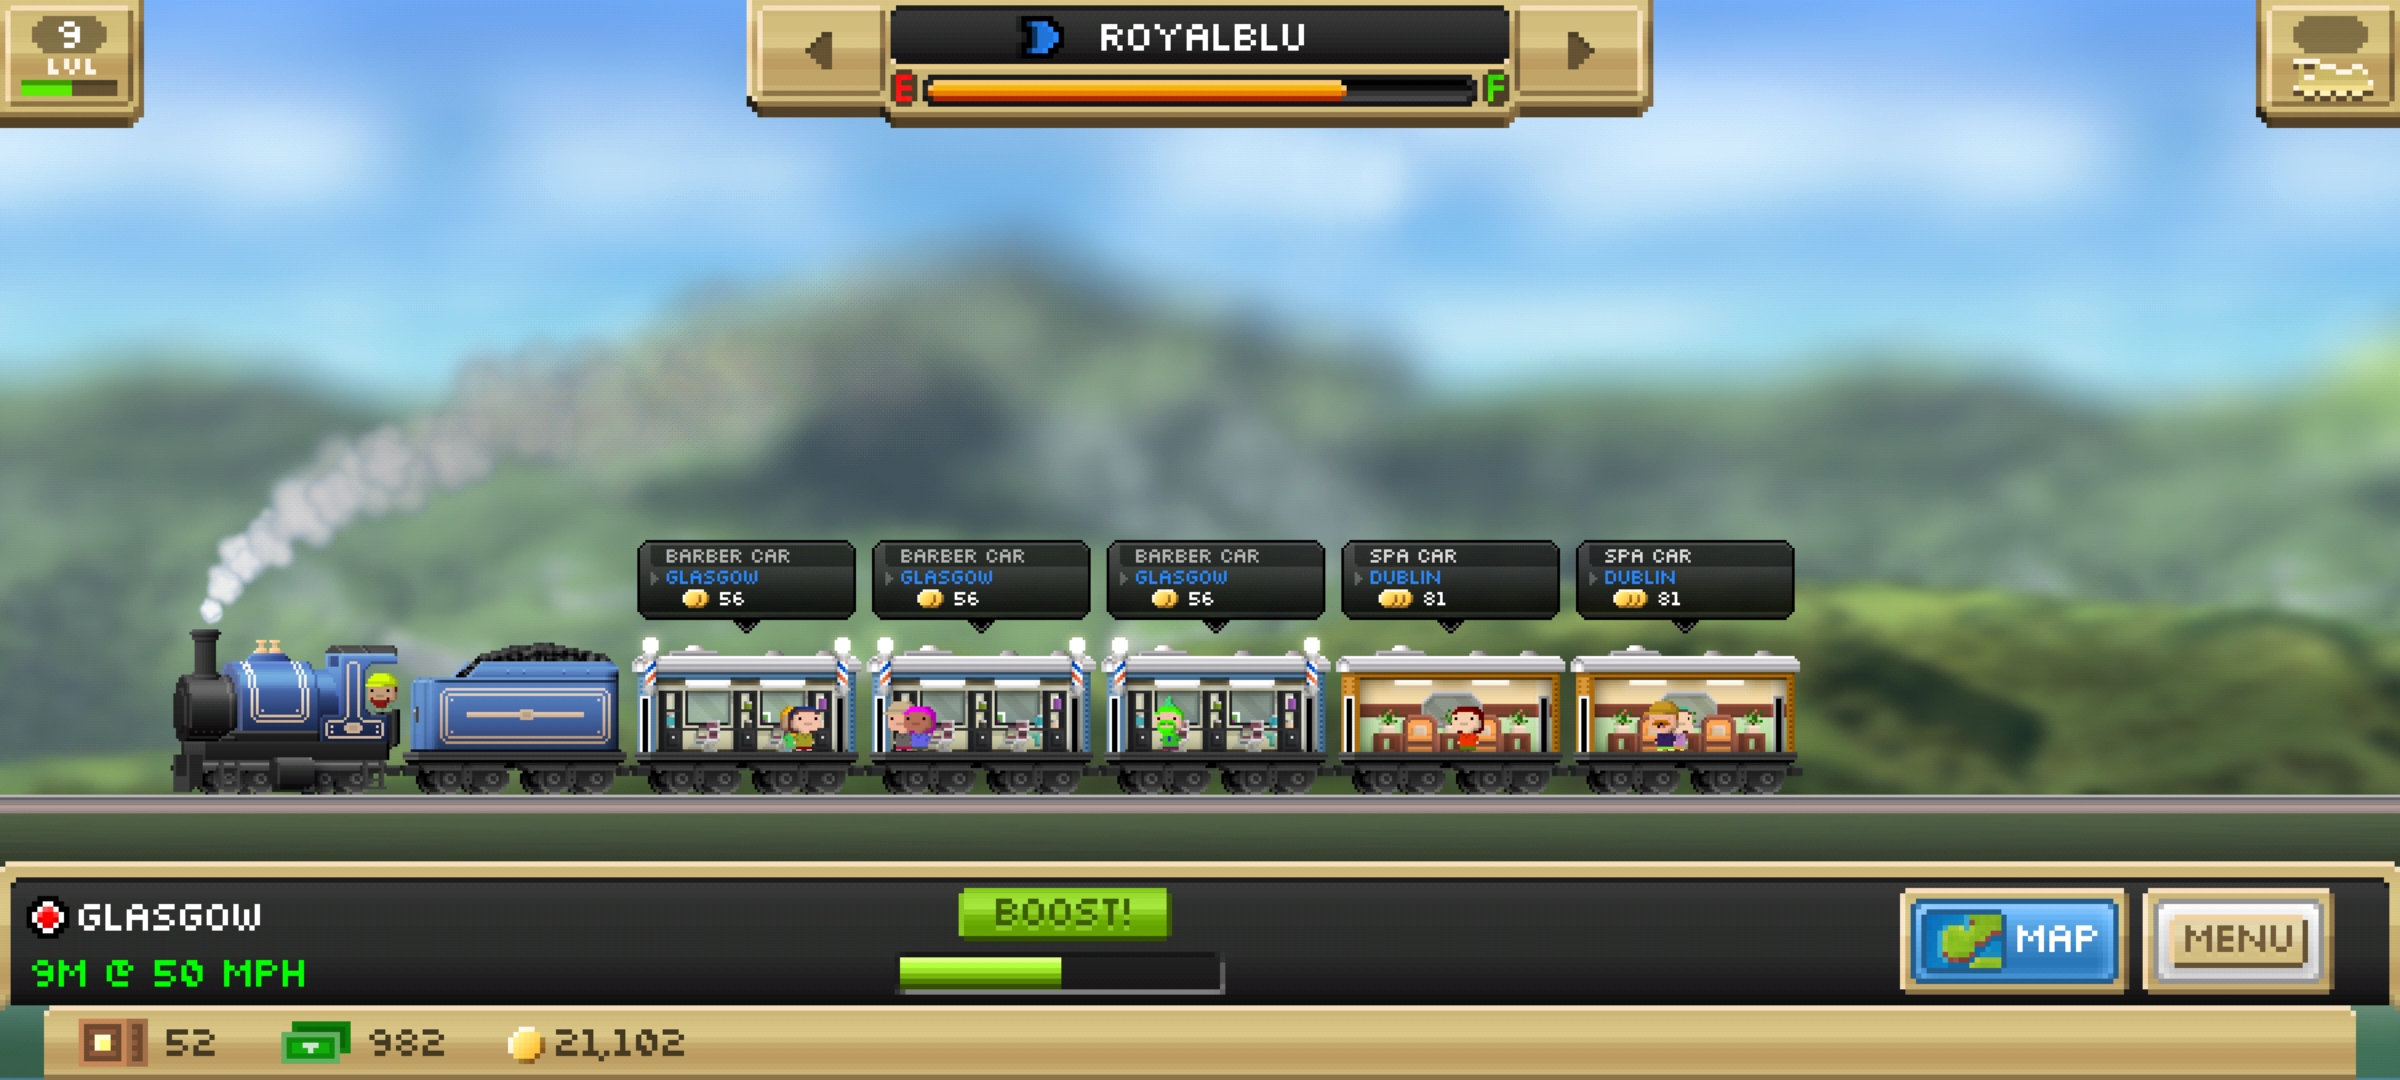 9
LVL
ROYALBLU
E F
BARBER CAR
GLASGOW
56
BARBER CAR
GLASGOW
56
BARBER CAR
GLASGOW
56
SPA CAR
DUBLIN
81
SPA CAR
DUBLIN
81
GLASGOW
9M @ 50 MPH
BOOST!
MAP
MENU
52
982
21,102